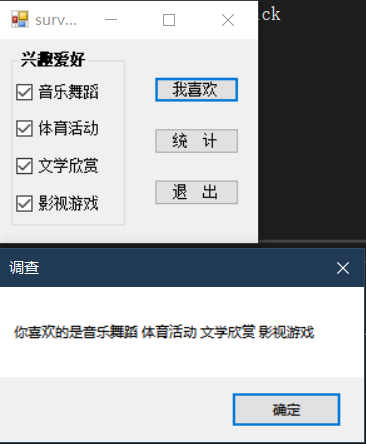 surv...
ck
兴趣爱好
音乐舞蹈
我喜欢
体育活动
统 计
文学欣赏
退 出
影视游戏
调查
你喜欢的是音乐舞蹈 体育活动 文学欣赏 影视游戏
确定